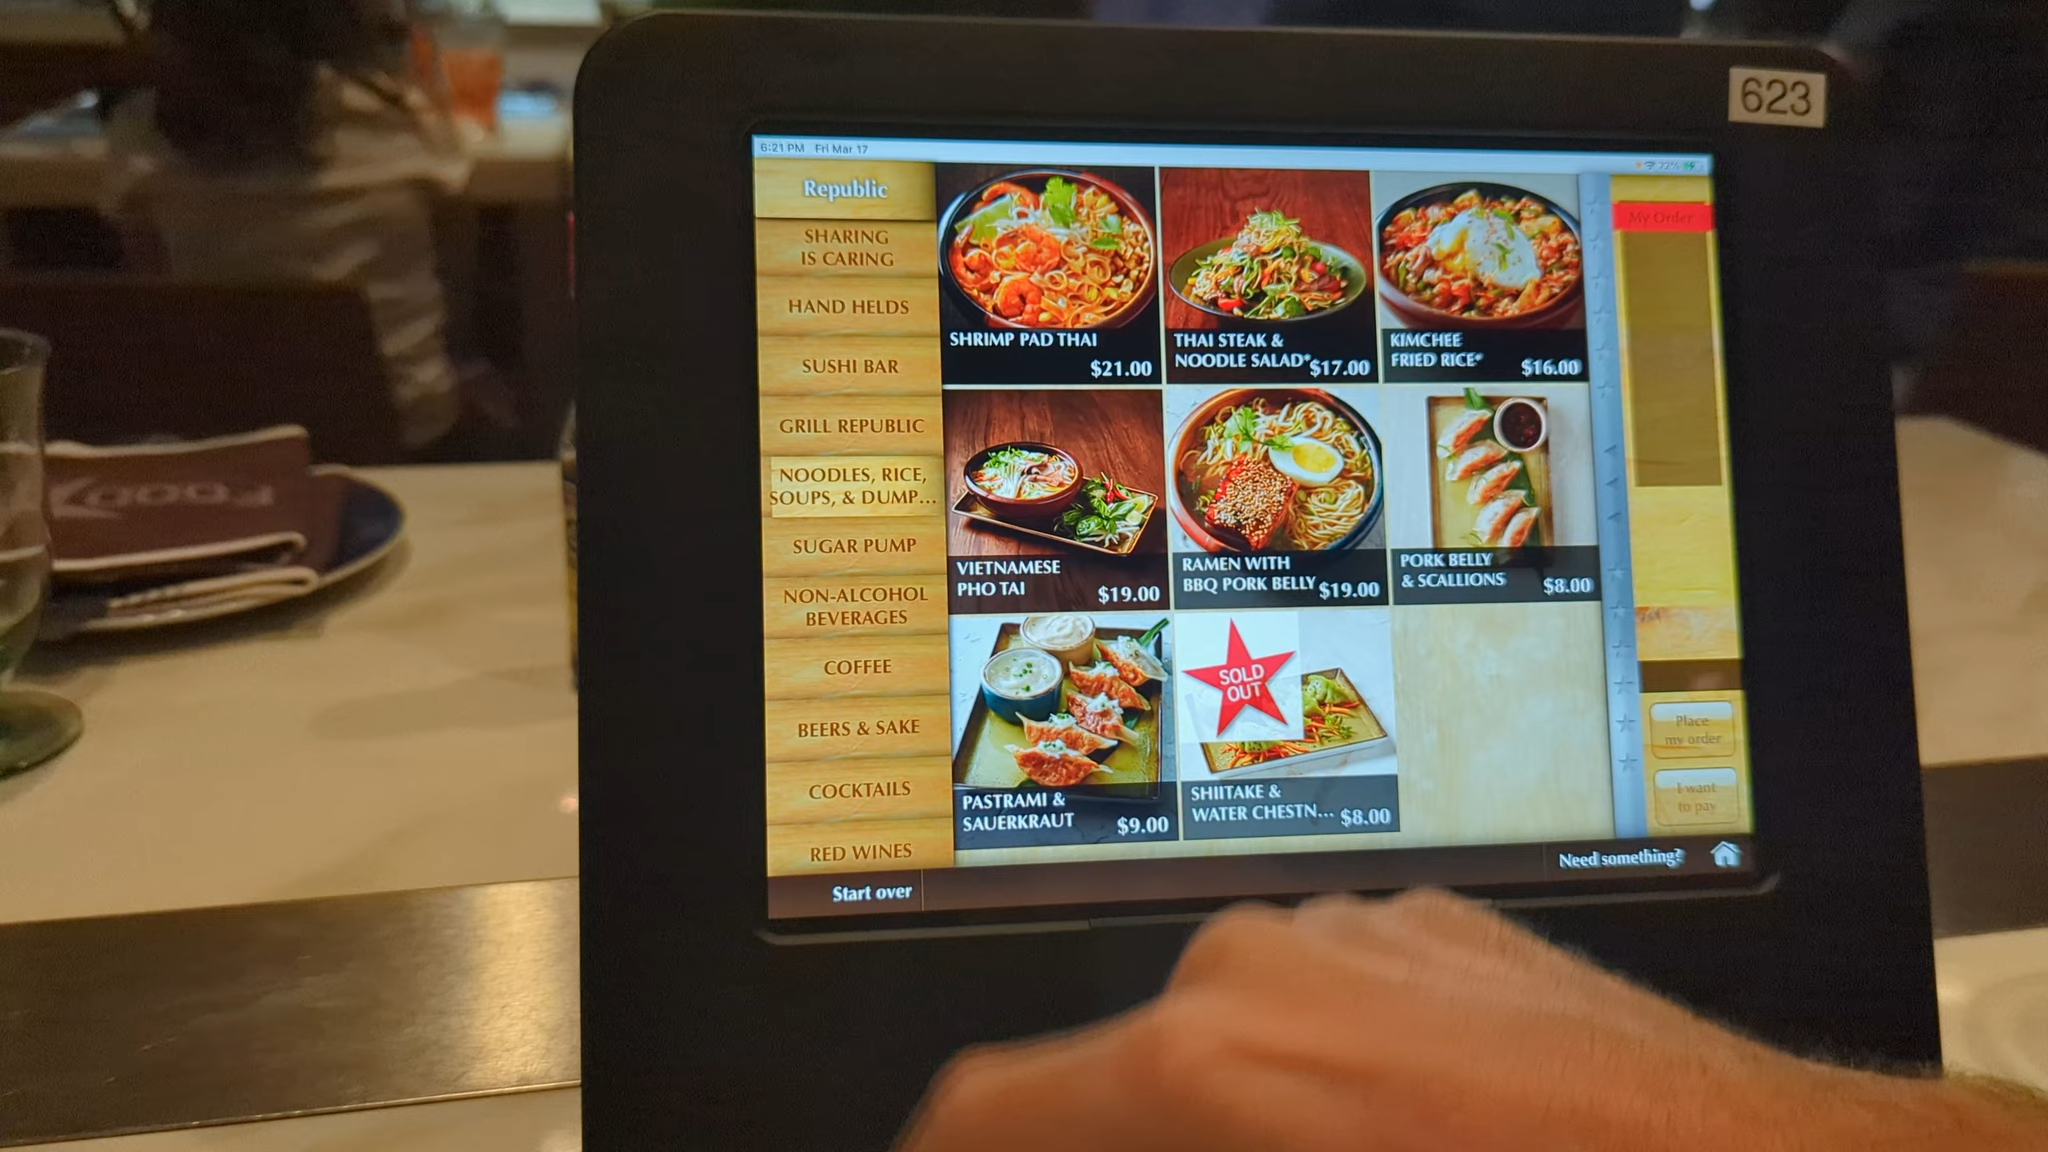 623
6:21 PM Fri Mar 17
22%
Republic
SHARING
IS CARING
HAND HELDS
SUSHI BAR
GRILL REPUBLIC
NOODLES, RICE,
SOUPS, & DUMP...
SUGAR PUMP
NON-ALCOHOL
BEVERAGES
COFFEE
BEERS & SAKE
COCKTAILS
RED WINES
SHRIMP PAD THAI
$21.00
THAI STEAK &
NOODLE SALAD* $17.00
KIMCHEE
FRIED RICE*
$16.00
VIETNAMESE
PHO TAI
$19.00
RAMEN WITH
BBQ PORK BELLY $19.00
PORK BELLY
& SCALLIONS
$8.00
PASTRAMI &
SAUERKRAUT
$9.00
SOLD
OUT
SHIITAKE &
WATER CHESTN... $8.00
My Order
Place
my order
I want
to pay
Start over
Need something?